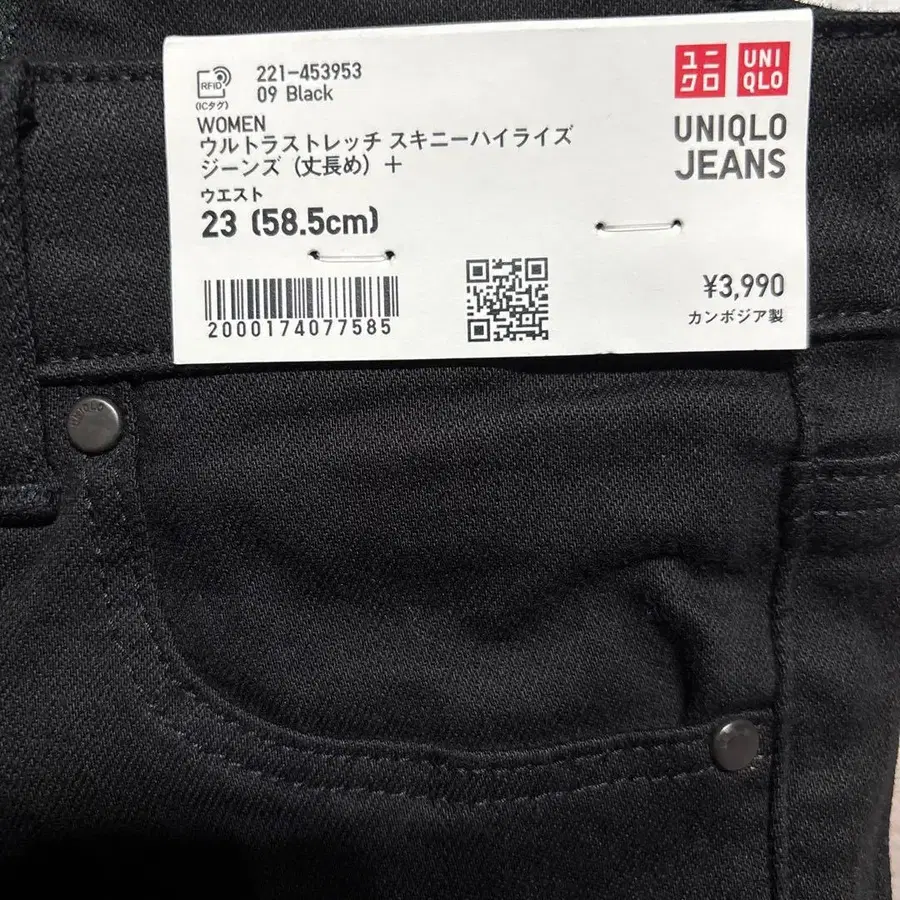 RFID
(ICタグ)
221-453953
09 Black
WOMEN
ウルトラストレッチ スキニーハイライズ
ジーンズ (丈長め) +
ウエスト
23 (58.5cm)
2000174077585
ユニ
クロ
UNI
QLO
UNIQLO
JEANS
¥3,990
カンボジア製
UNIQLO